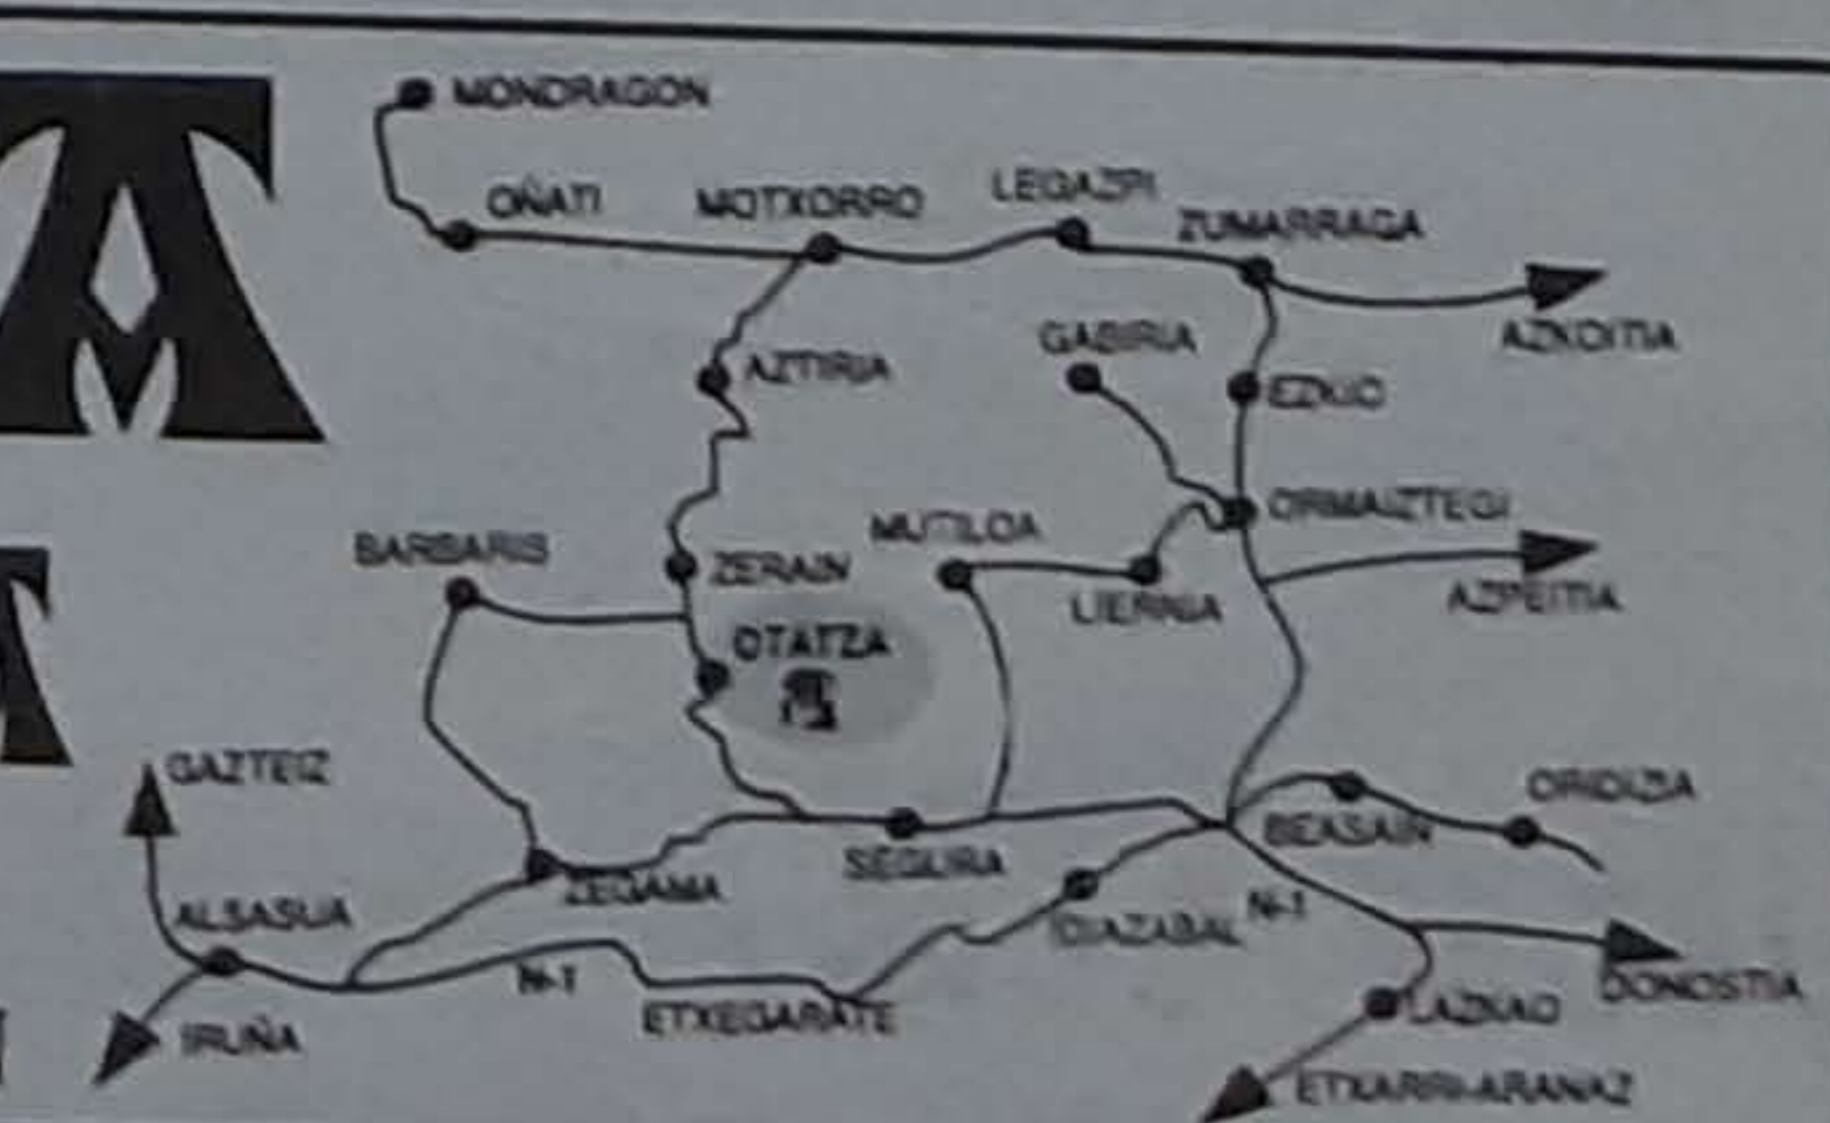 MONDRAGON
OÑATI
MOTXORRO
LEGAZPI
ZUMARRAGA
AZKOITIA
GABIRIA
AZTIRIA
EZKIO
ORMAIZTEGI
MUTILOA
BARBARIS
ZERAIN
LIERNIA
AZPEITIA
OTATZA
GAZTEIZ
ORDIZIA
BEASAIN
SEGURA
ZEGAMA
ALSASUA
N-1
IDIAZABAL
N-1
DONOSTIA
ETXEGARATE
LAZKAO
IRUÑA
ETXARRI-ARANAZ